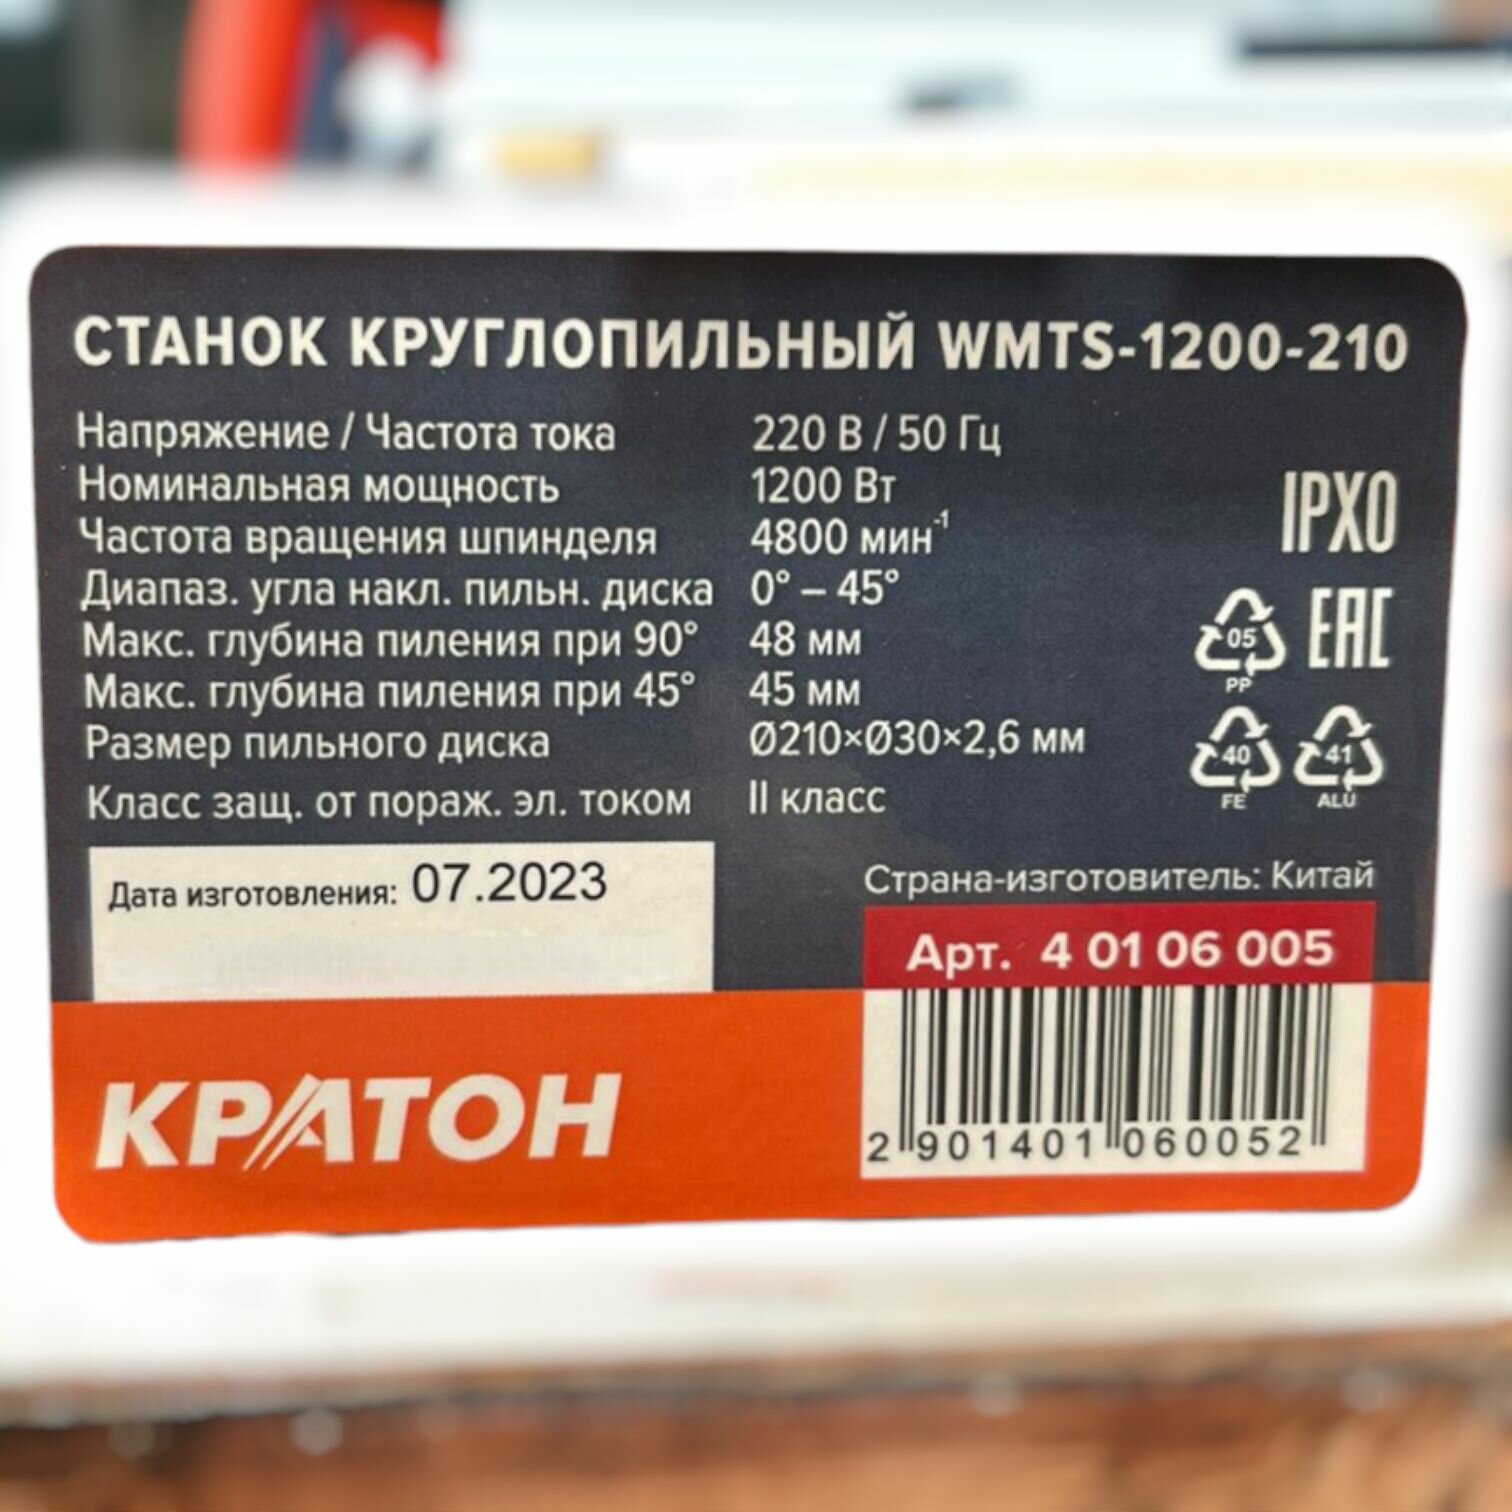 СТАНОК КРУГЛОПИЛЬНЫЙ WMTS-1200-210
Напряжение / Частота тока 220 В / 50 Гц
Номинальная мощность 1200 Вт
Частота вращения шпинделя 4800 мин⁻¹
Диапаз. угла накл. пильн. диска 0° – 45°
Макс. глубина пиления при 90° 48 мм
Макс. глубина пиления при 45° 45 мм
Размер пильного диска Ø210×Ø30×2,6 мм
Класс защ. от пораж. эл. током II класс
IPX0
05 PP
EAC
40 FE
41 ALU
Дата изготовления: 07.2023
Страна-изготовитель: Китай
Арт. 4 01 06 005
КРАТОН
2 901401 060052